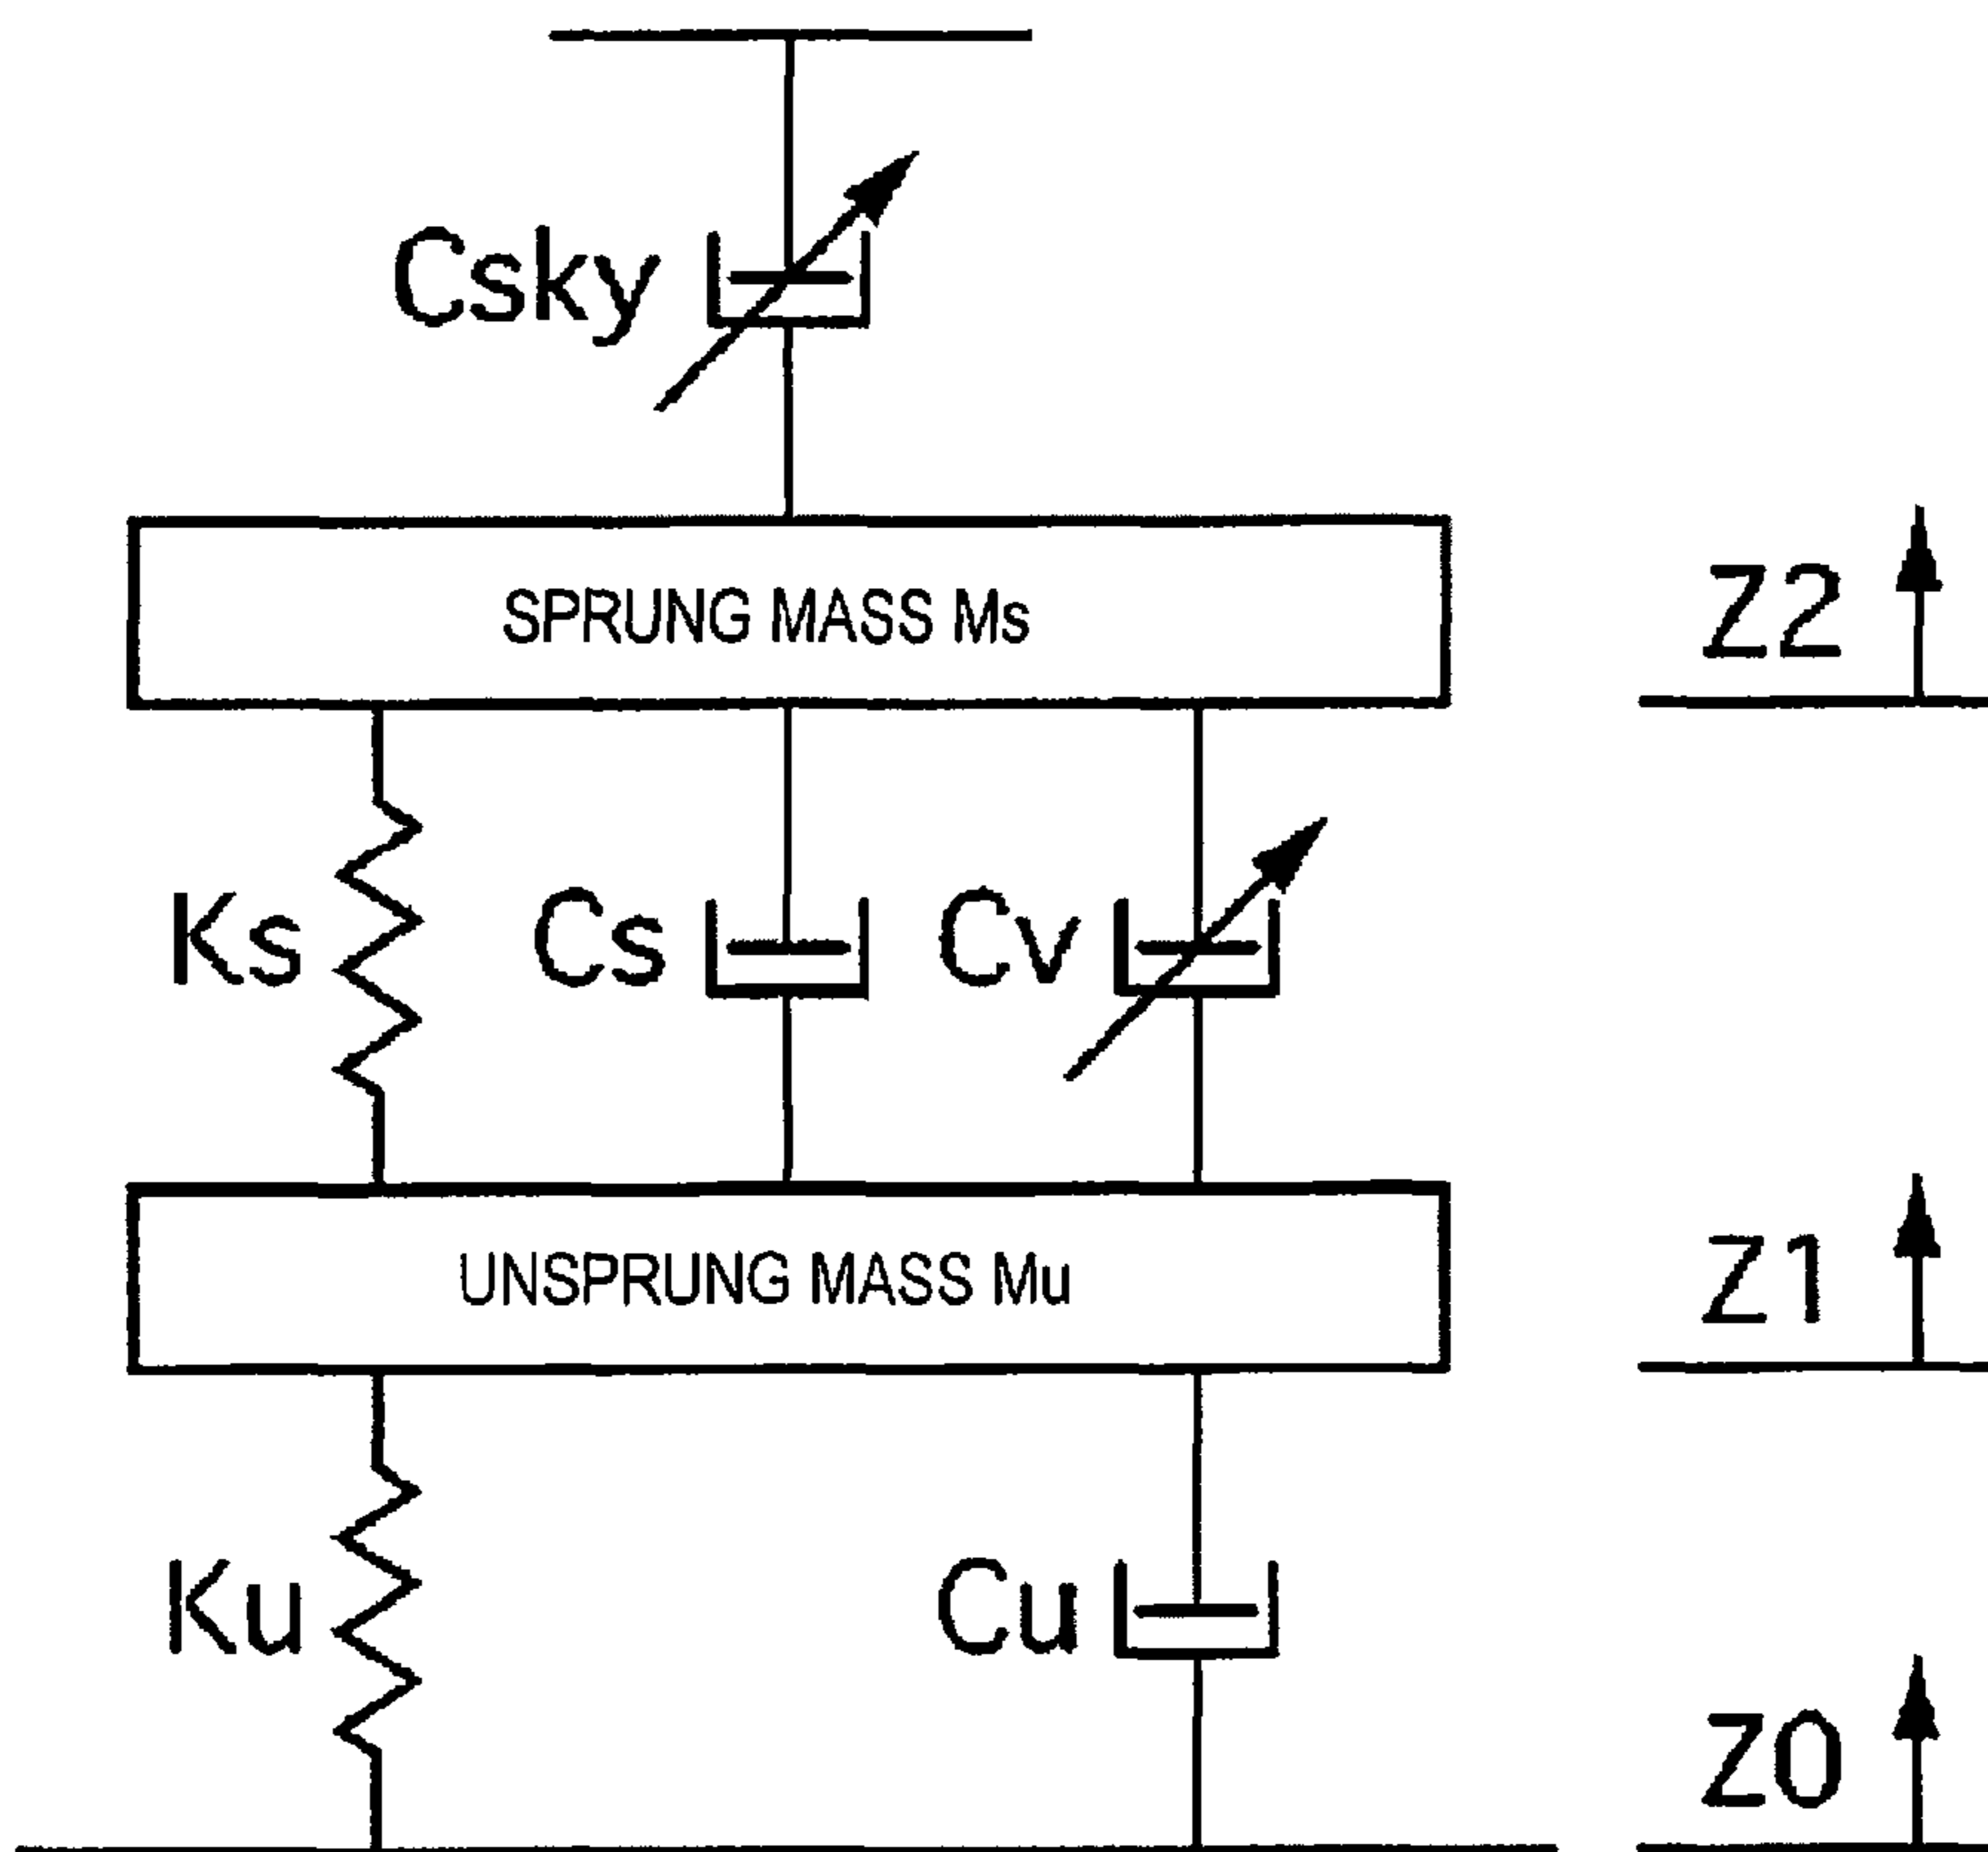 Csky
SPRUNG MASS Ms
Z2
Ks
Cs
Cv
UNSPRUNG MASS Mu
Z1
Ku
Cu
Z0